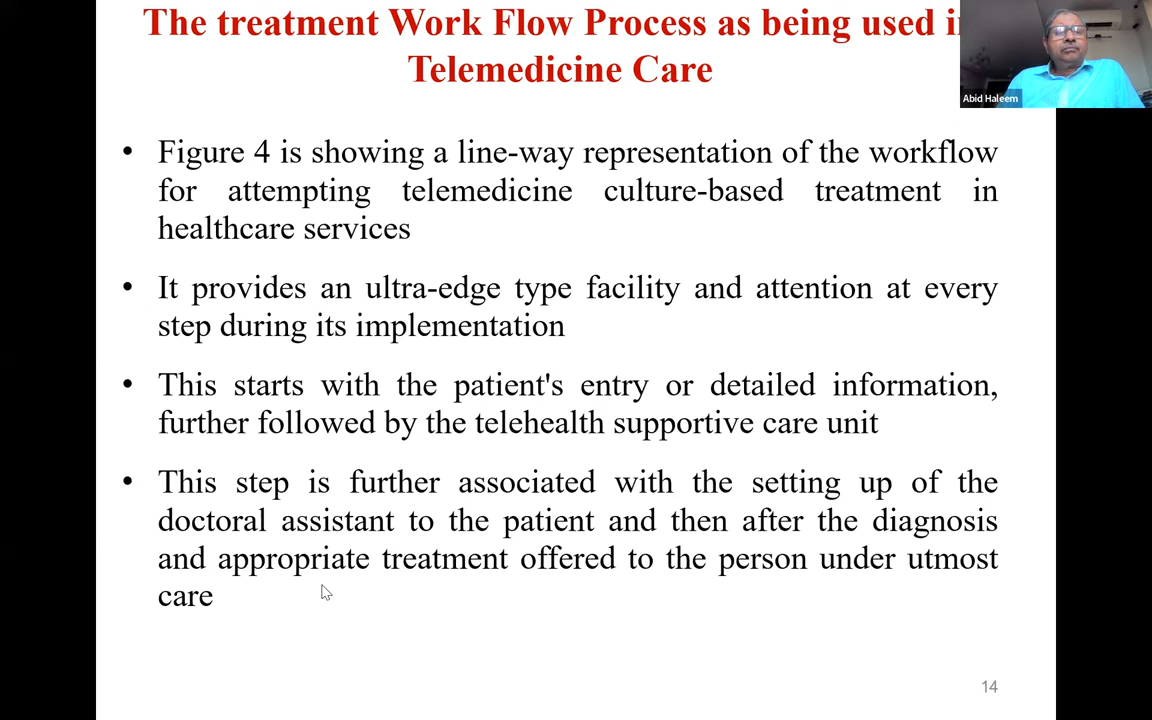 The treatment Work Flow Process as being used
Telemedicine Care
Abid Haleem
• Figure 4 is showing a line-way representation of the workflow
for attempting telemedicine culture-based treatment in
healthcare services
• It provides an ultra-edge type facility and attention at every
step during its implementation
• This starts with the patient's entry or detailed information,
further followed by the telehealth supportive care unit
• This step is further associated with the setting up of the
doctoral assistant to the patient and then after the diagnosis
and appropriate treatment offered to the person under utmost
care
14